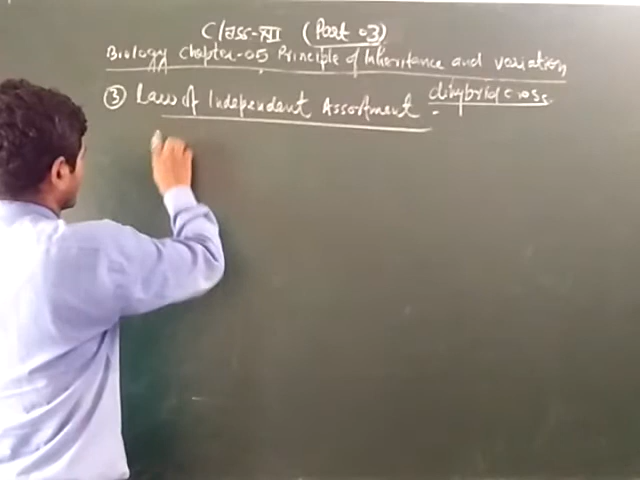 Class-XII (Part 03)
Biology Chapter-05 Principle of Inheritance and variation
③ Law of Independent Assortment dihybrid cross